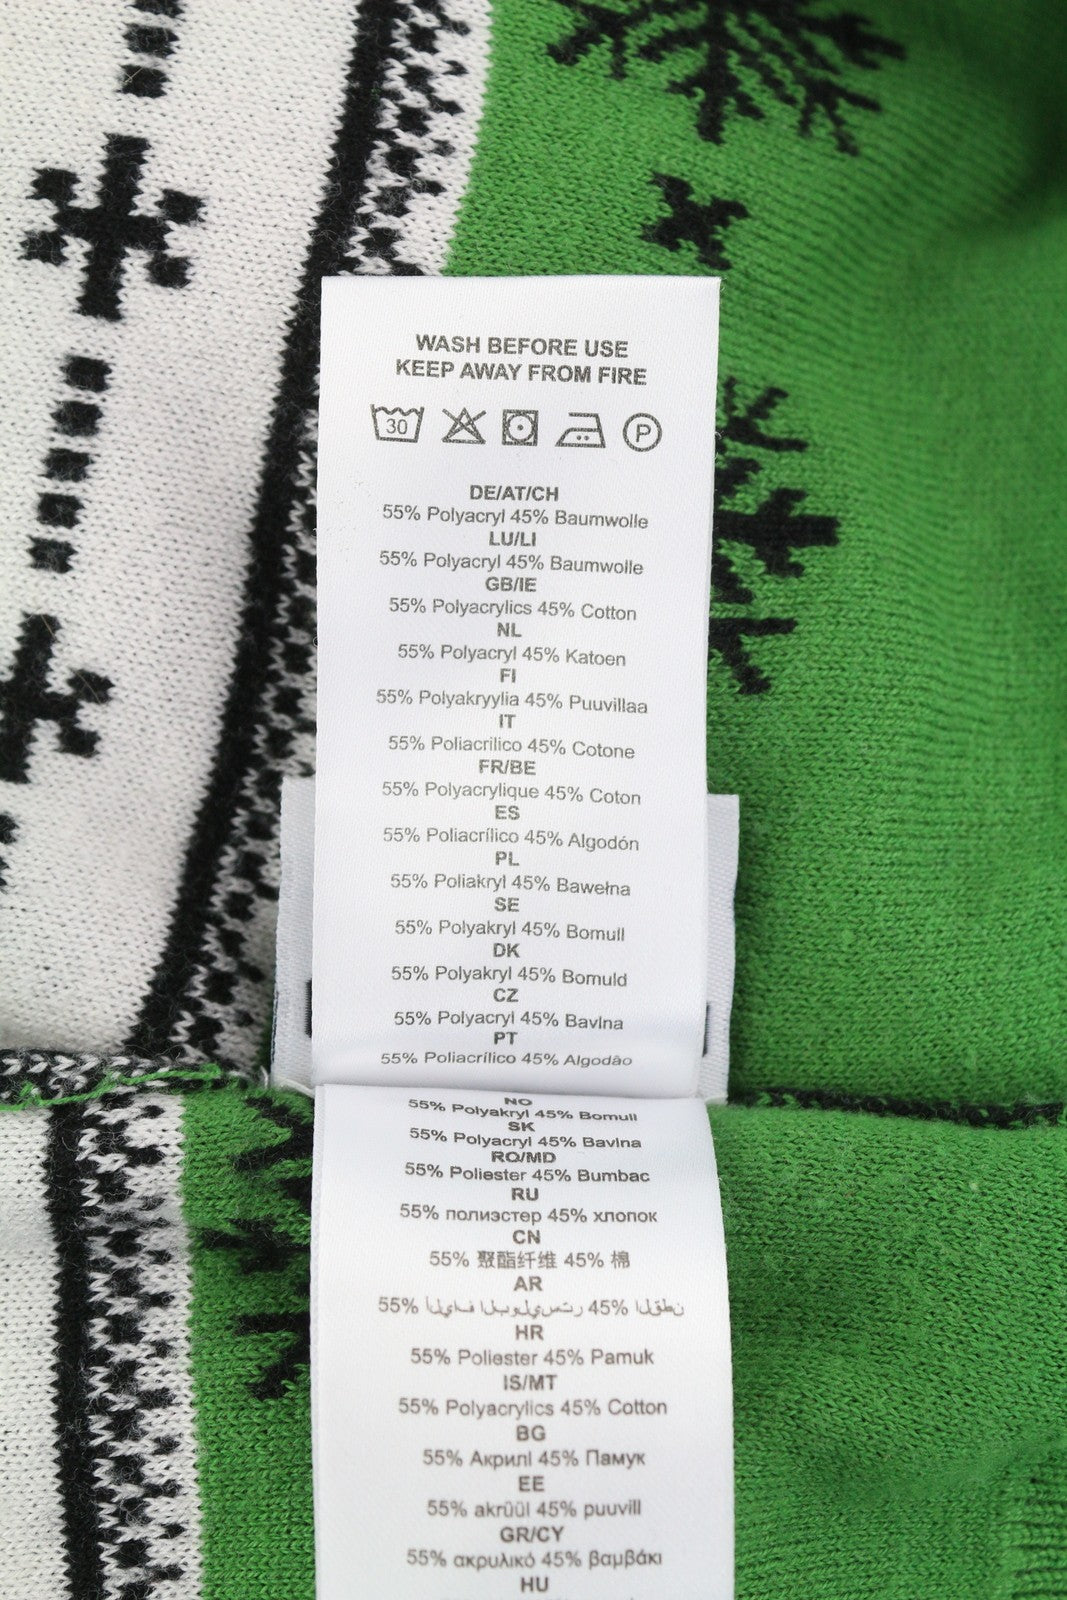 WASH BEFORE USE
KEEP AWAY FROM FIRE
30 P
DE/AT/CH
55% Polyacryl 45% Baumwolle
LU/LI
55% Polyacryl 45% Baumwolle
GB/IE
55% Polyacrylics 45% Cotton
NL
55% Polyacryl 45% Katoen
FI
55% Polyakryylia 45% Puuvillaa
IT
55% Poliacrilico 45% Cotone
FR/BE
55% Polyacrylique 45% Coton
ES
55% Poliacrílico 45% Algodón
PL
55% Poliakryl 45% Bawełna
SE
55% Polyakryl 45% Bomull
DK
55% Polyakryl 45% Bomuld
CZ
55% Polyacryl 45% Bavlna
PT
55% Poliacrílico 45% Algodão
NO
55% Polyakryl 45% Bomull
SK
55% Polyacryl 45% Bavlna
RO/MD
55% Poliester 45% Bumbac
RU
55% полиэстер 45% хлопок
CN
55% 聚酯纤维 45% 棉
AR
55% ألياف البوليستر 45% القطن
HR
55% Poliester 45% Pamuk
IS/MT
55% Polyacrylics 45% Cotton
BG
55% Акрил 45% Памук
EE
55% akrüül 45% puuvill
GR/CY
55% ακρυλικό 45% βαμβάκι
HU